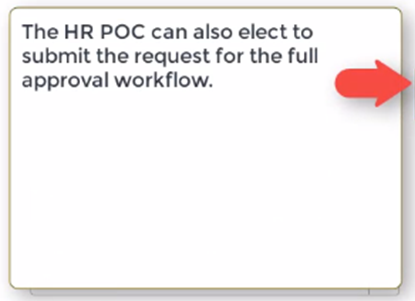 The HR POC can also elect to
submit the request for the full
approval workflow.